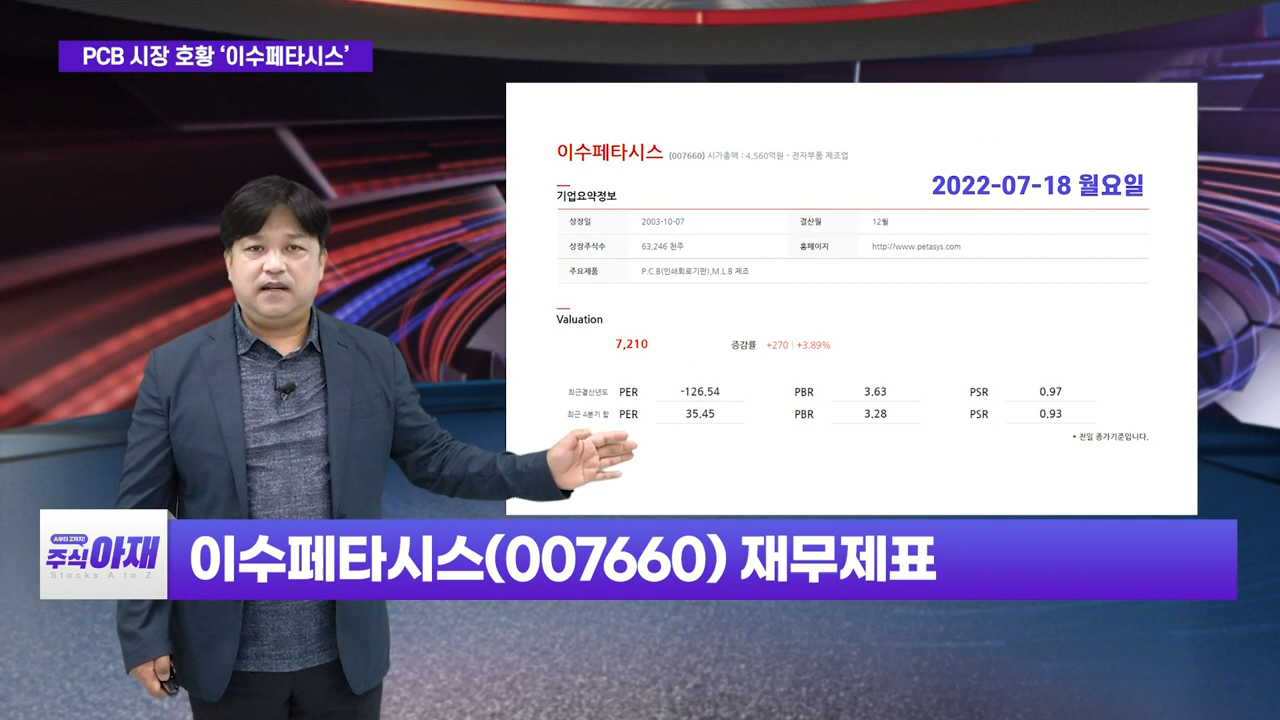 PCB 시장 호황 ‘이수페타시스’
이수페타시스 (007660) 시가총액 : 4,560억원 - 전자부품 제조업
2022-07-18 월요일
기업요약정보
상장일 2003-10-07 결산월 12월
상장주식수 63,246 천주 홈페이지 http://www.petasys.com
주요제품 P.C.B(인쇄회로기판),M.L.B 제조
Valuation
7,210 증감률 +270 | +3.89%
최근결산년도 PER -126.54 PBR 3.63 PSR 0.97
최근 4분기 합 PER 35.45 PBR 3.28 PSR 0.93
* 전일 종가기준입니다.
A부터 Z까지!
주식아재
Stocks A to Z
이수페타시스(007660) 재무제표